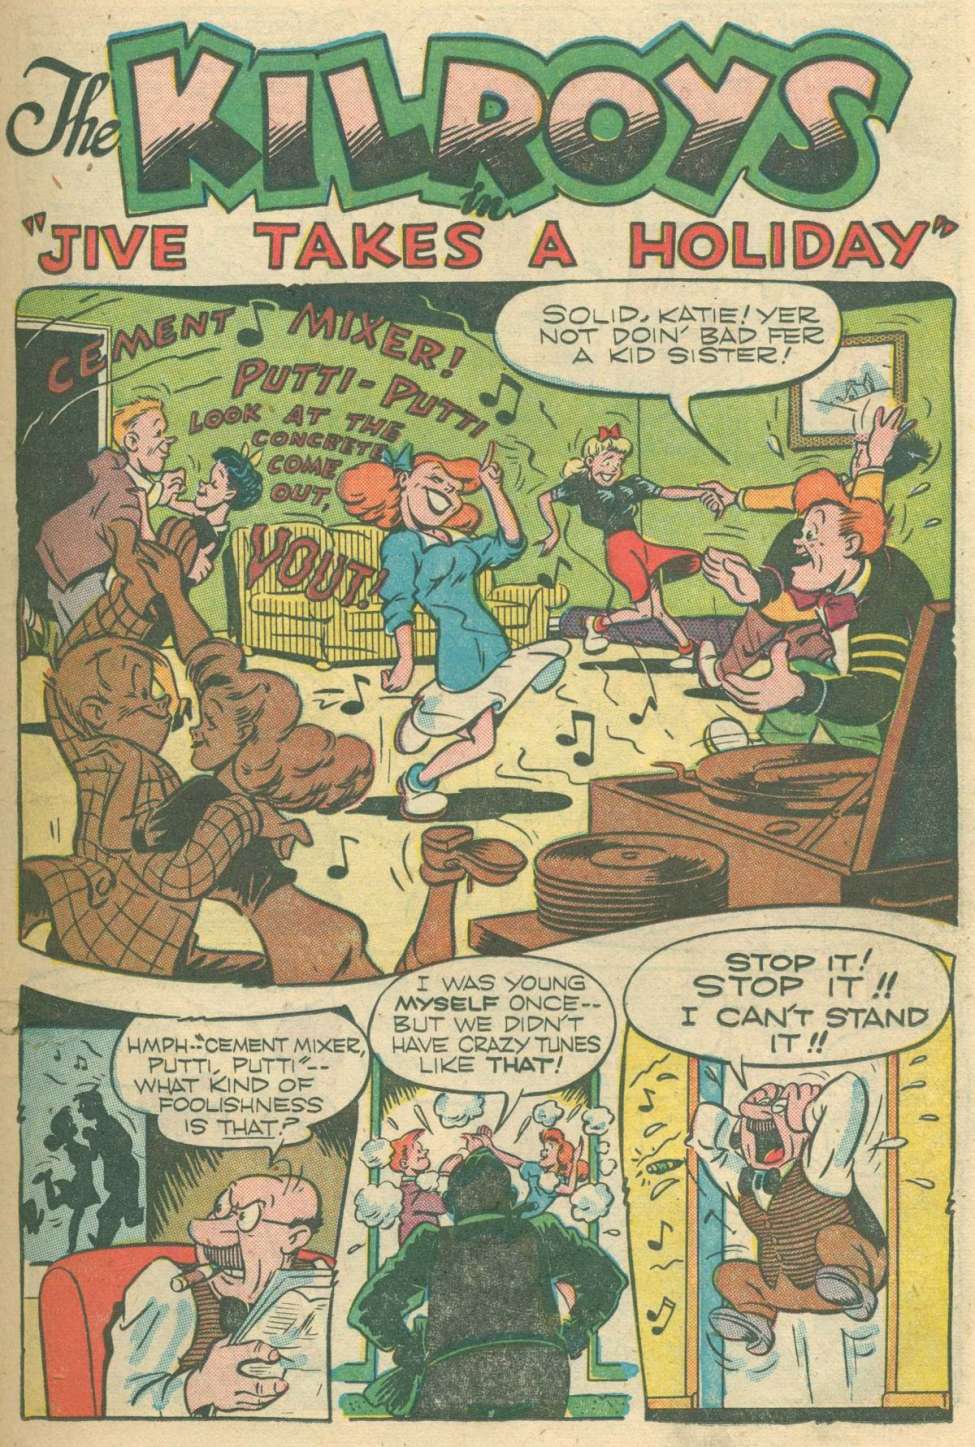 The
KILROYS
in
"JIVE TAKES A HOLIDAY"
CEMENT MIXER!
PUTTI-PUTTI
LOOK AT THE
CONCRETE
COME
OUT,
VOUT!
SOLID, KATIE! YER
NOT DOIN' BAD FER
A KID SISTER!
HMPH--"CEMENT MIXER,
PUTTI, PUTTI"--
WHAT KIND OF
FOOLISHNESS
IS THAT?
I WAS YOUNG
MYSELF ONCE--
BUT WE DIDN'T
HAVE CRAZY TUNES
LIKE THAT!
STOP IT!
STOP IT!!
I CAN'T STAND
IT!!